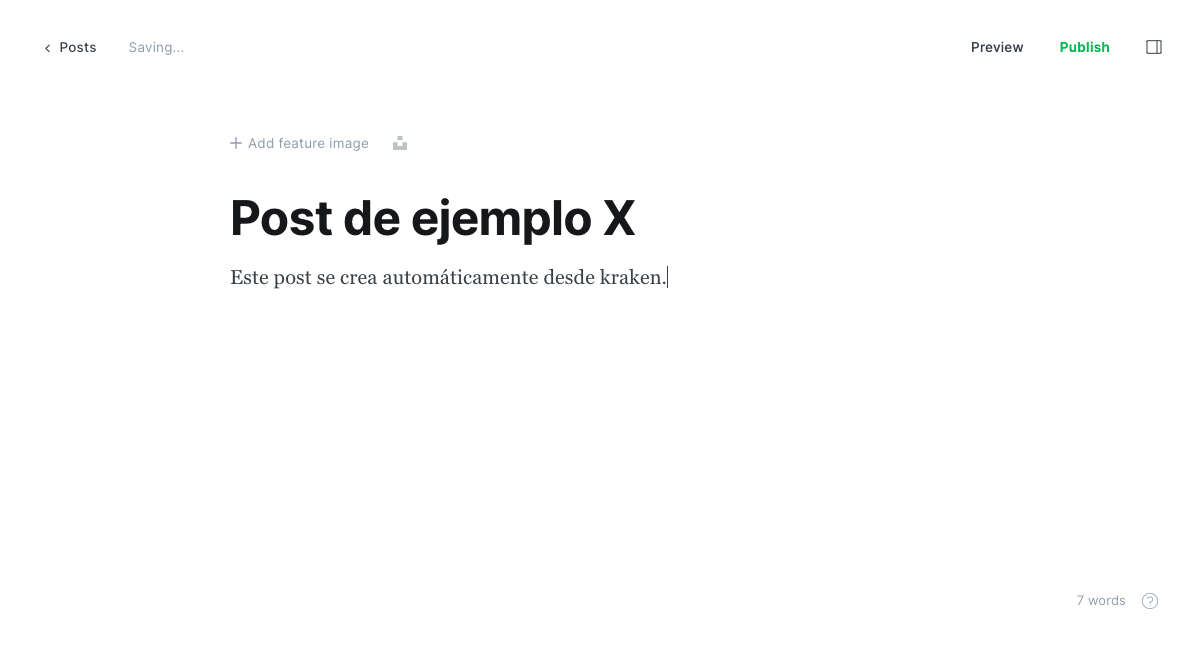 Posts
Saving...
Preview
Publish
Add feature image
Post de ejemplo X
Este post se crea automáticamente desde kraken.
7 words
?